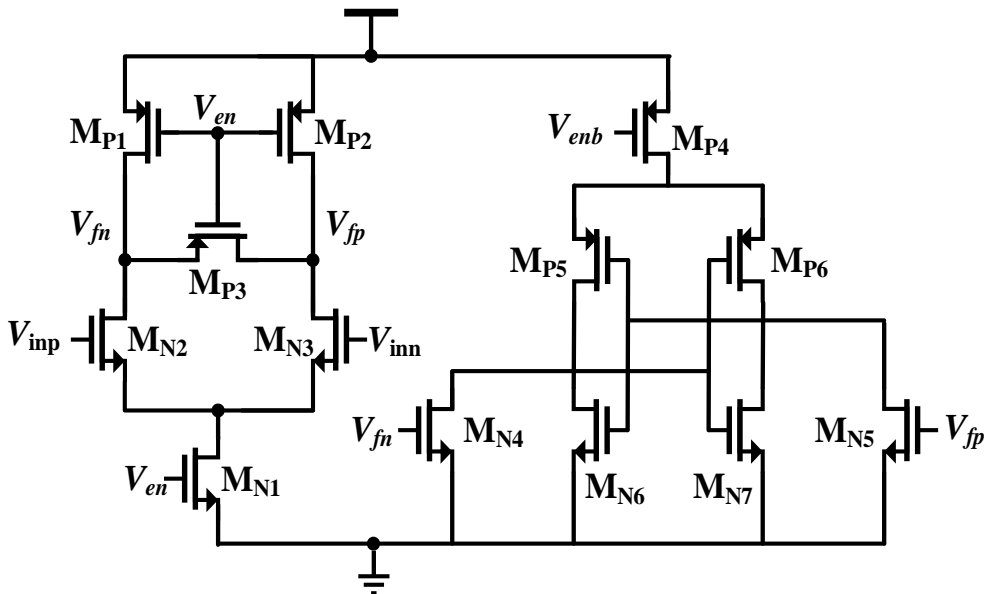 V_en
M_P1
M_P2
V_enb
M_P4
V_fn
V_fp
M_P5
M_P6
M_P3
V_inp
M_N2
M_N3
V_inn
V_fn
M_N4
M_N5
V_fp
V_en
M_N1
M_N6
M_N7